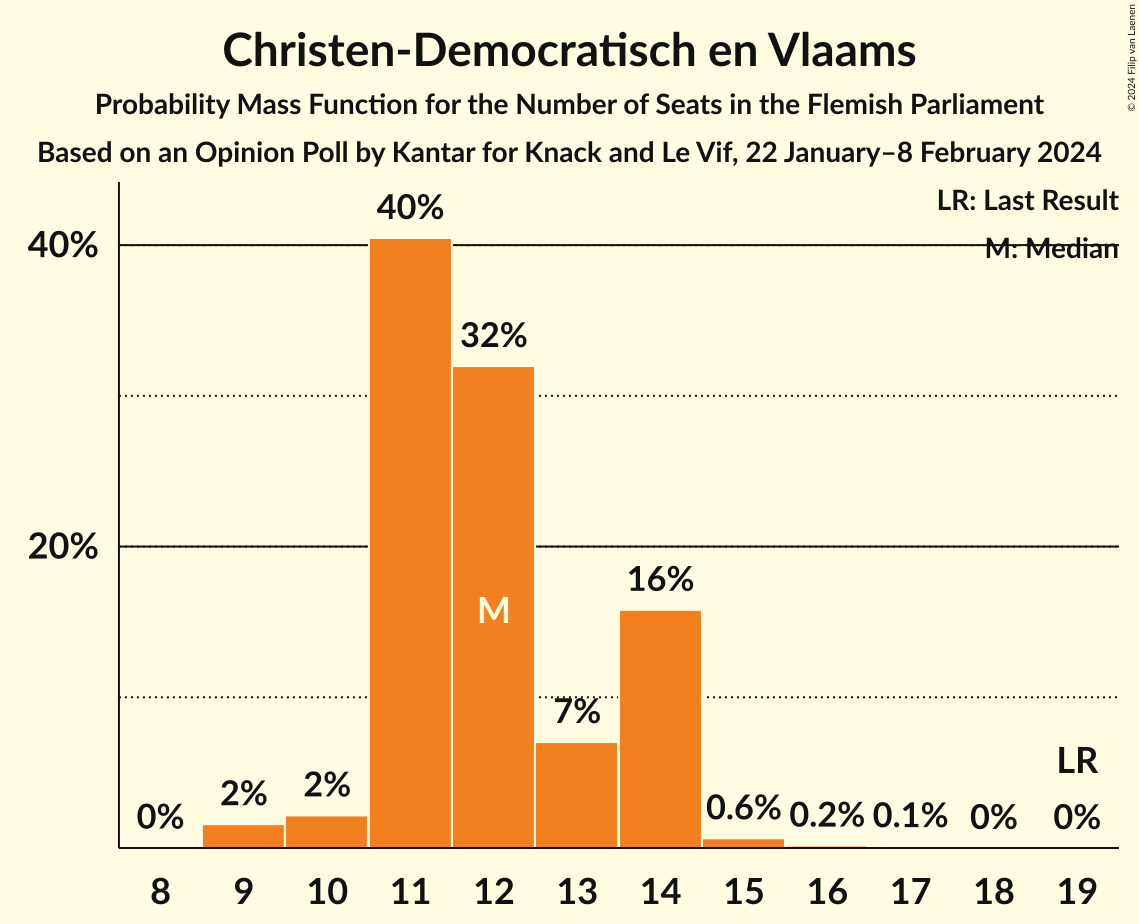 Christen-Democratisch en Vlaams
Probability Mass Function for the Number of Seats in the Flemish Parliament
Based on an Opinion Poll by Kantar for Knack and Le Vif, 22 January–8 February 2024
© 2024 Filip van Laenen
LR: Last Result
M: Median
40%
20%
0%
2%
2%
40%
32%
7%
16%
0.6%
0.2%
0.1%
0%
0%
M
LR
8 9 10 11 12 13 14 15 16 17 18 19